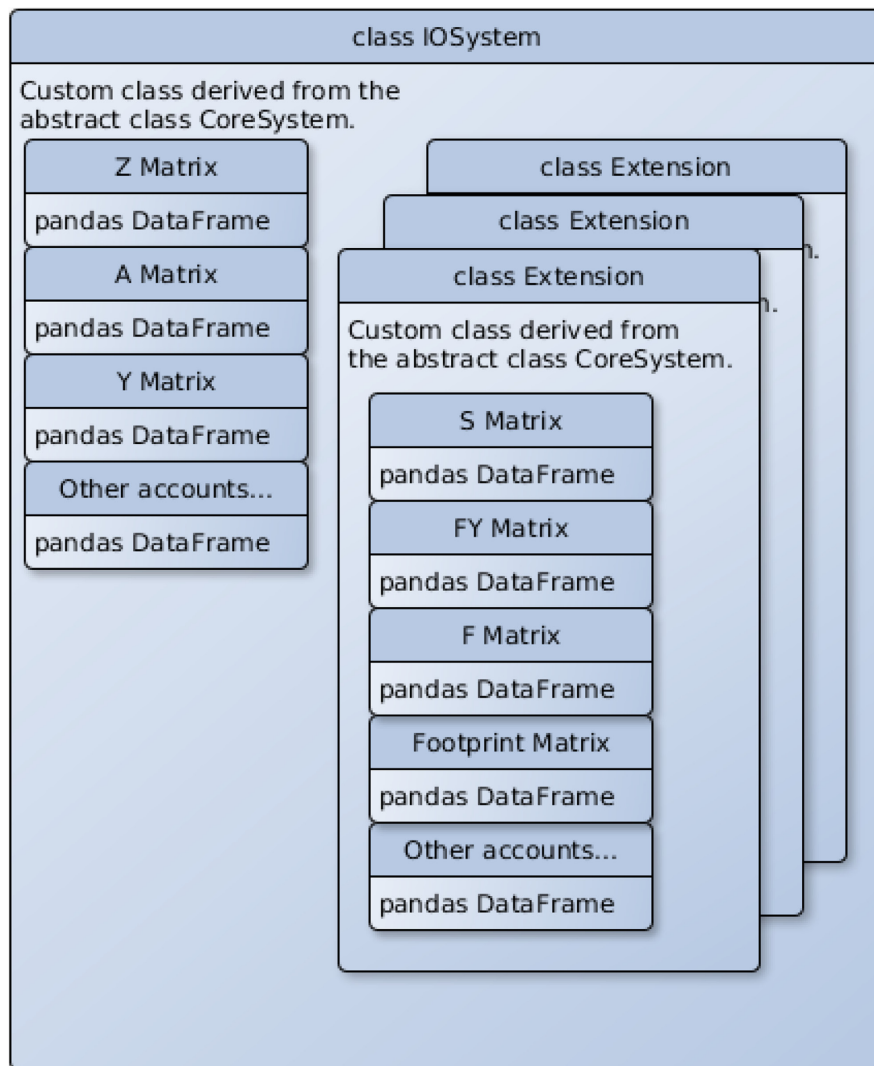 class IOSystem
Custom class derived from the
abstract class CoreSystem.
Z Matrix
pandas DataFrame
A Matrix
pandas DataFrame
Y Matrix
pandas DataFrame
Other accounts...
pandas DataFrame
class Extension
n.
class Extension
n.
class Extension
Custom class derived from
the abstract class CoreSystem.
S Matrix
pandas DataFrame
FY Matrix
pandas DataFrame
F Matrix
pandas DataFrame
Footprint Matrix
pandas DataFrame
Other accounts...
pandas DataFrame